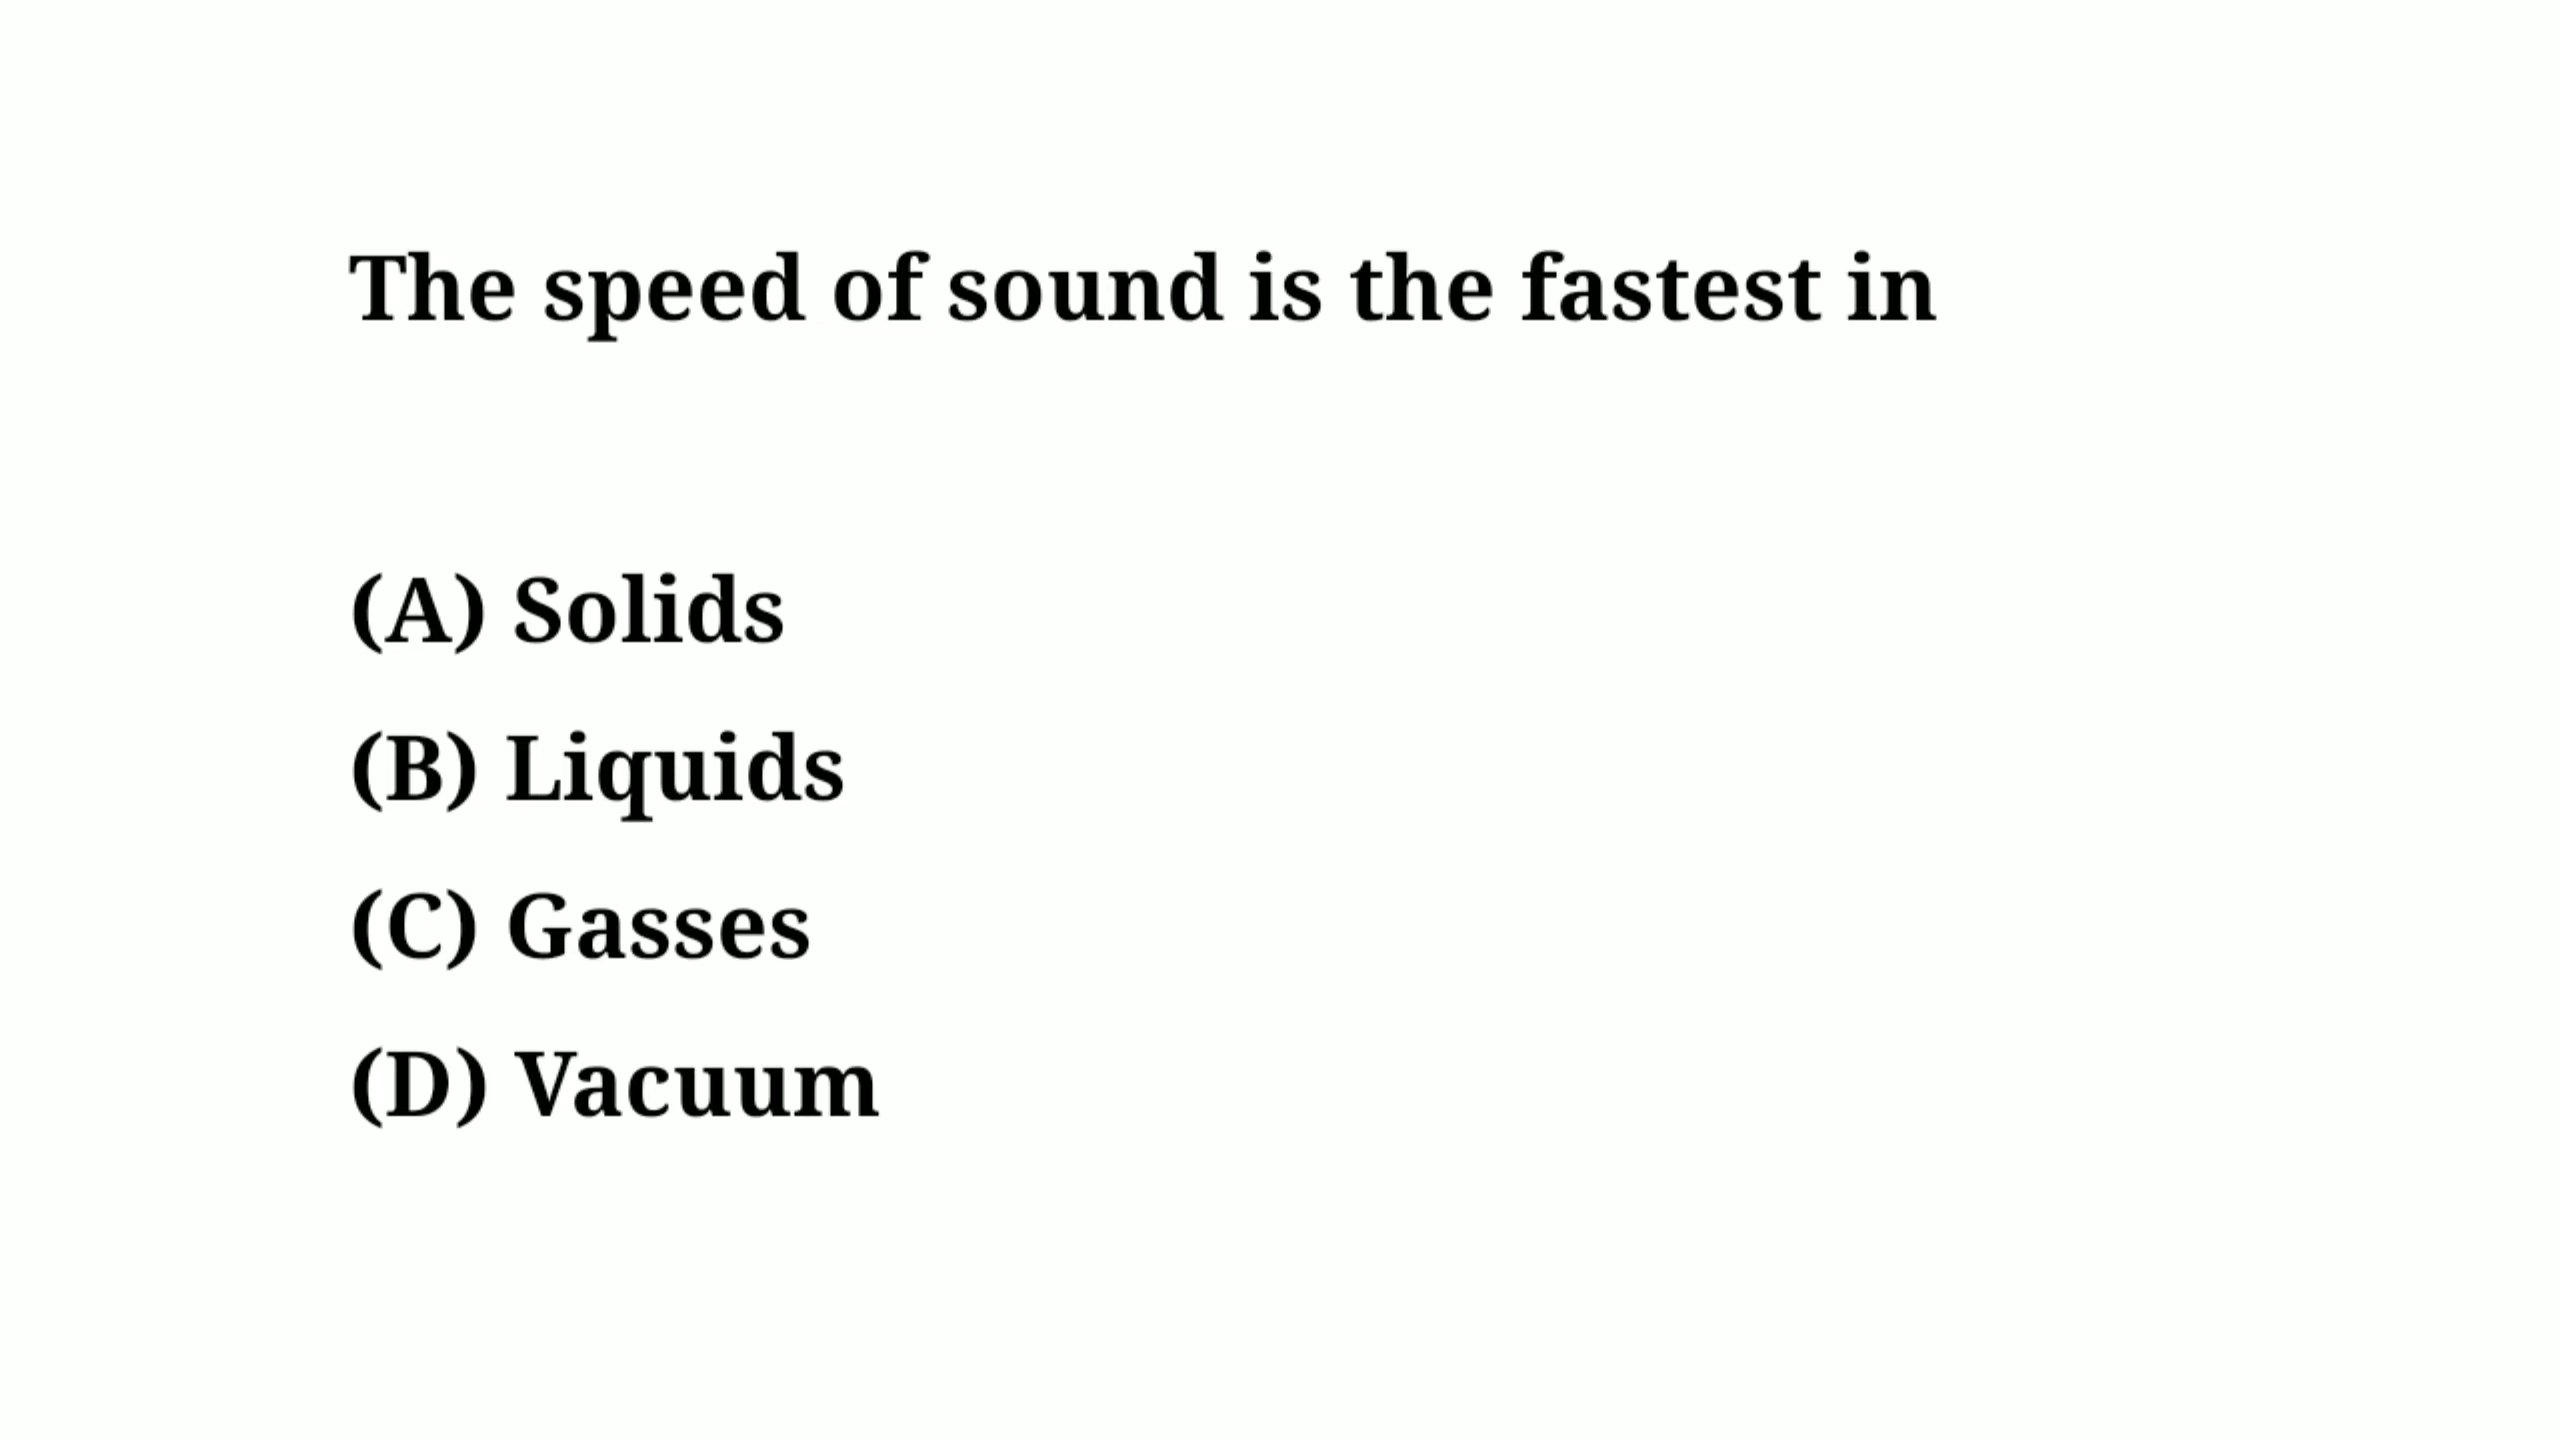 The speed of sound is the fastest in
(A) Solids
(B) Liquids
(C) Gasses
(D) Vacuum